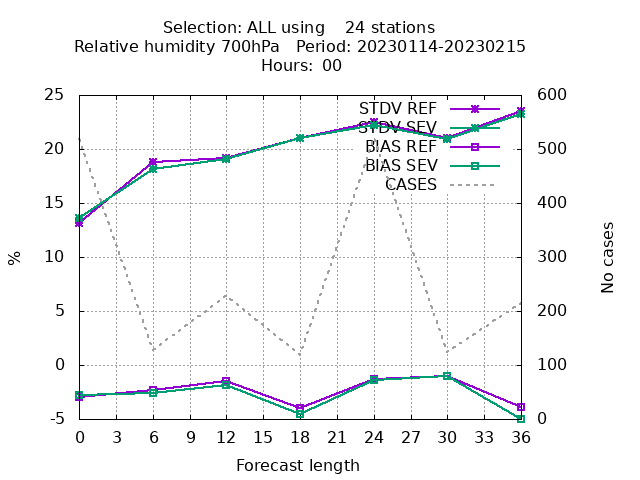 Selection: ALL using    24 stations
Relative humidity 700hPa   Period: 20230114-20230215
Hours:  00
25
20
15
10
5
0
-5
%
600
500
400
300
200
100
0
No cases
STDV REF
STDV SEV
BIAS REF
BIAS SEV
CASES
0 3 6 9 12 15 18 21 24 27 30 33 36
Forecast length